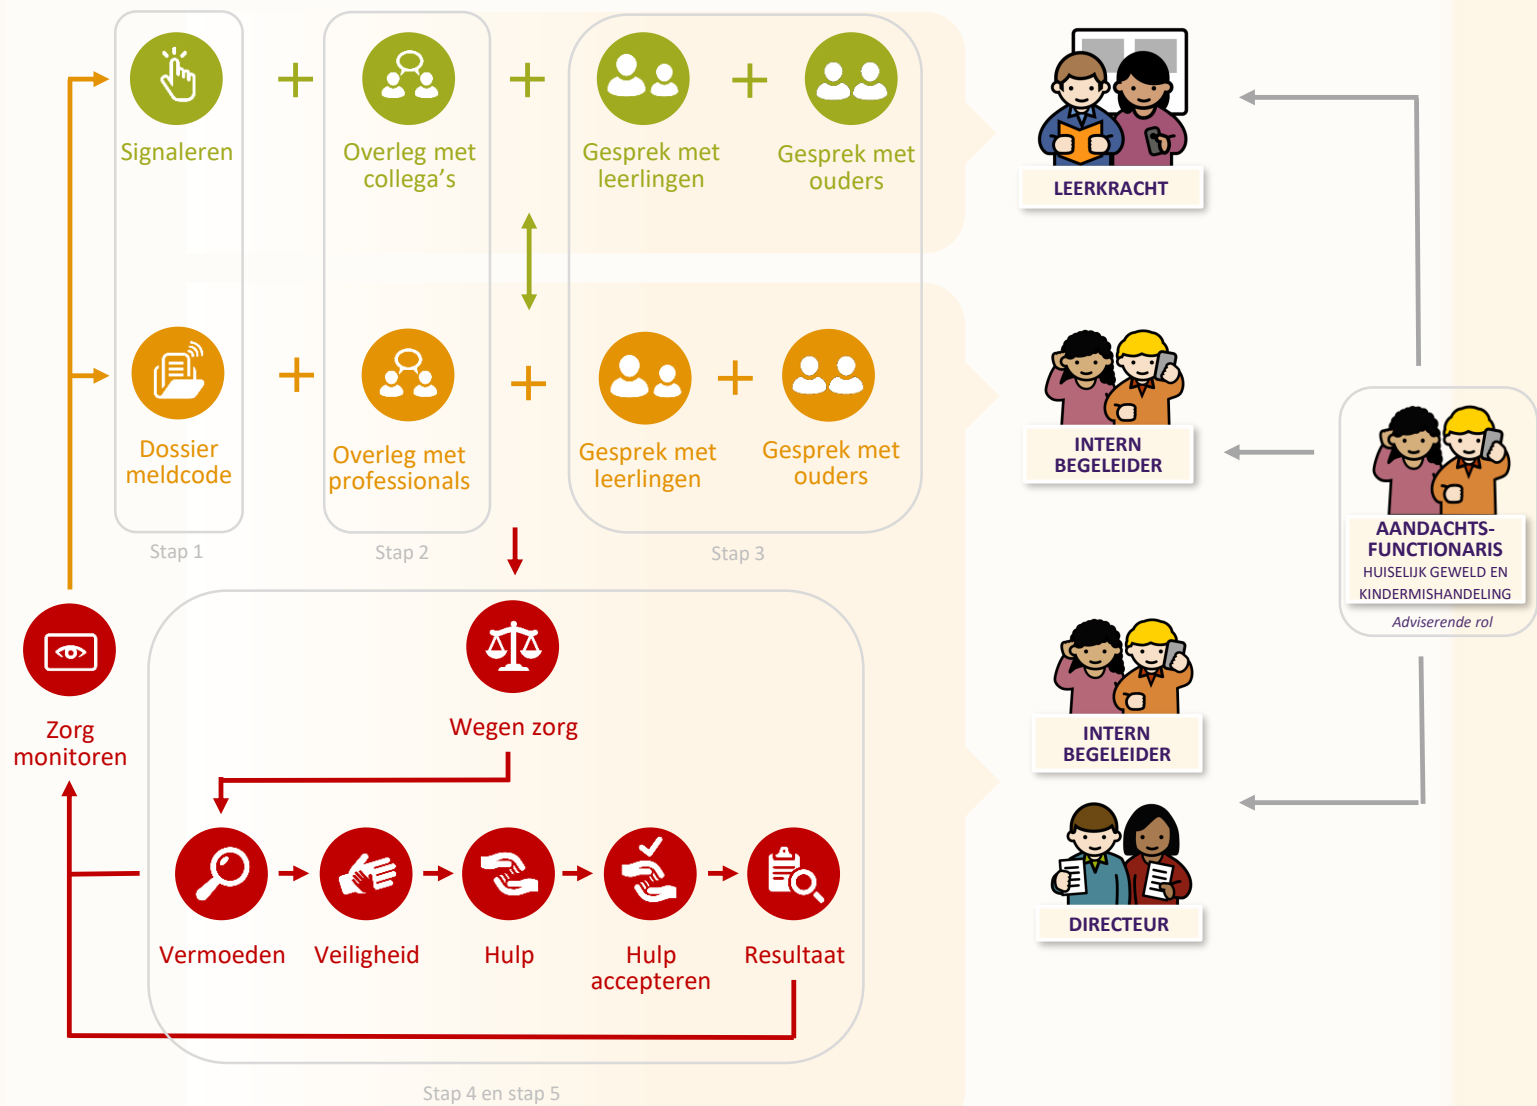 Signaleren
Overleg met
collega's
Gesprek met
leerlingen
Gesprek met
ouders
LEERKRACHT
Dossier
meldcode
Overleg met
professionals
Gesprek met
leerlingen
Gesprek met
ouders
INTERN
BEGELEIDER
Stap 1
Stap 2
Stap 3
AANDACHTS-
FUNCTIONARIS
HUISELIJK GEWELD EN
KINDERMISHANDELING
Adviserende rol
Zorg
monitoren
Wegen zorg
INTERN
BEGELEIDER
Vermoeden
Veiligheid
Hulp
Hulp
accepteren
Resultaat
DIRECTEUR
Stap 4 en stap 5